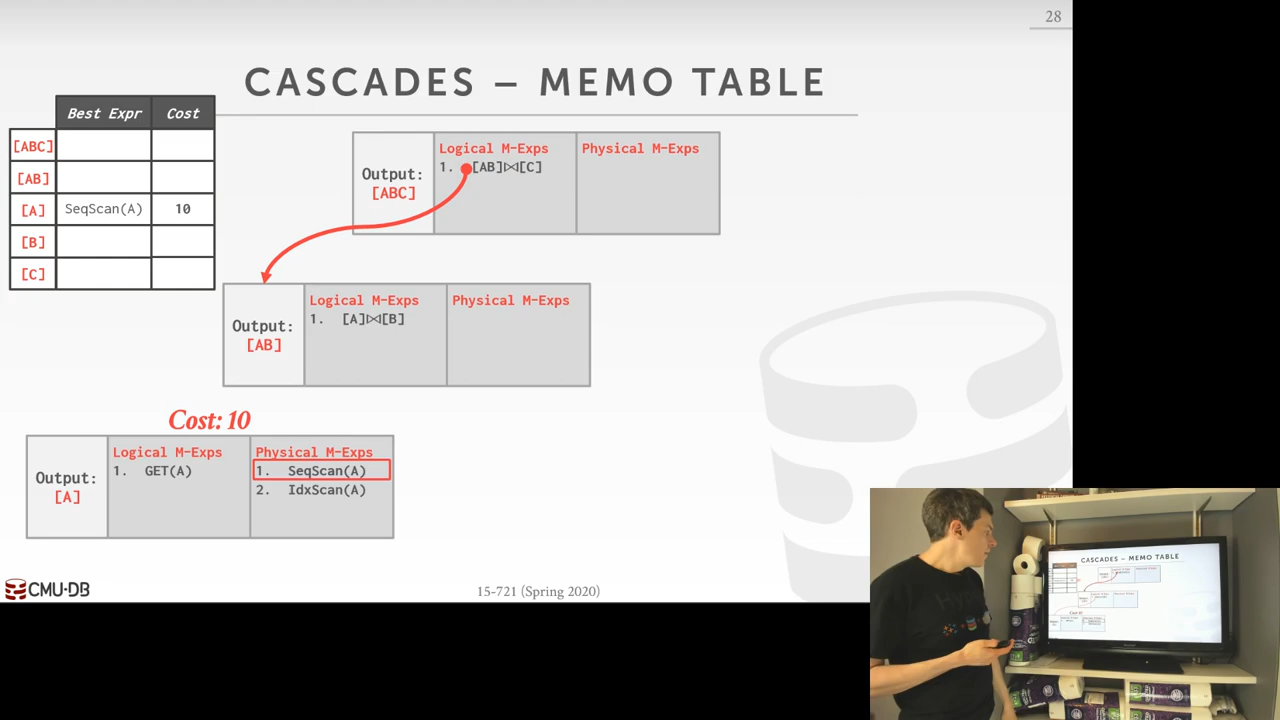 28
CASCADES – MEMO TABLE
Best Expr Cost
[ABC]
[AB]
[A] SeqScan(A) 10
[B]
[C]
Output:
[ABC]
Logical M-Exps
1. [AB]⋈[C]
Physical M-Exps
Output:
[AB]
Logical M-Exps
1. [A]⋈[B]
Physical M-Exps
Cost: 10
Output:
[A]
Logical M-Exps
1. GET(A)
Physical M-Exps
1. SeqScan(A)
2. IdxScan(A)
CMU·DB
15-721 (Spring 2020)
CASCADES – MEMO TABLE